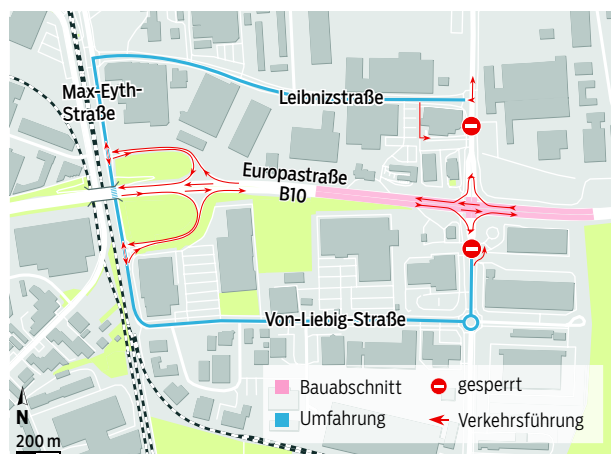 Max-Eyth-
Straße
Leibnizstraße
Europastraße
B10
Von-Liebig-Straße
Bauabschnitt
gesperrt
Umfahrung
Verkehrsführung
N
200 m